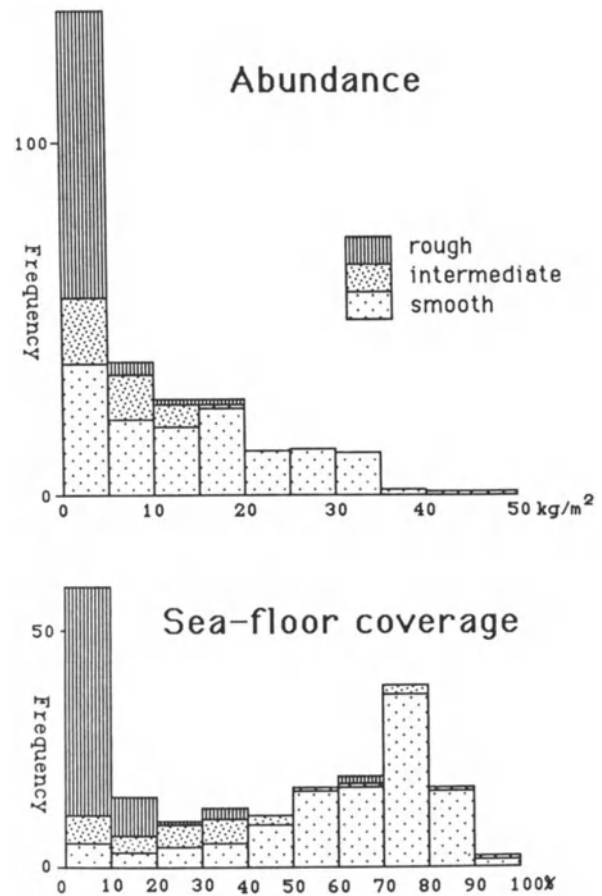 Abundance
100
Frequency
rough
intermediate
smooth
0
0 10 20 30 40 50 kg/m²
Sea-floor coverage
50
Frequency
0
0 10 20 30 40 50 60 70 80 90 100%